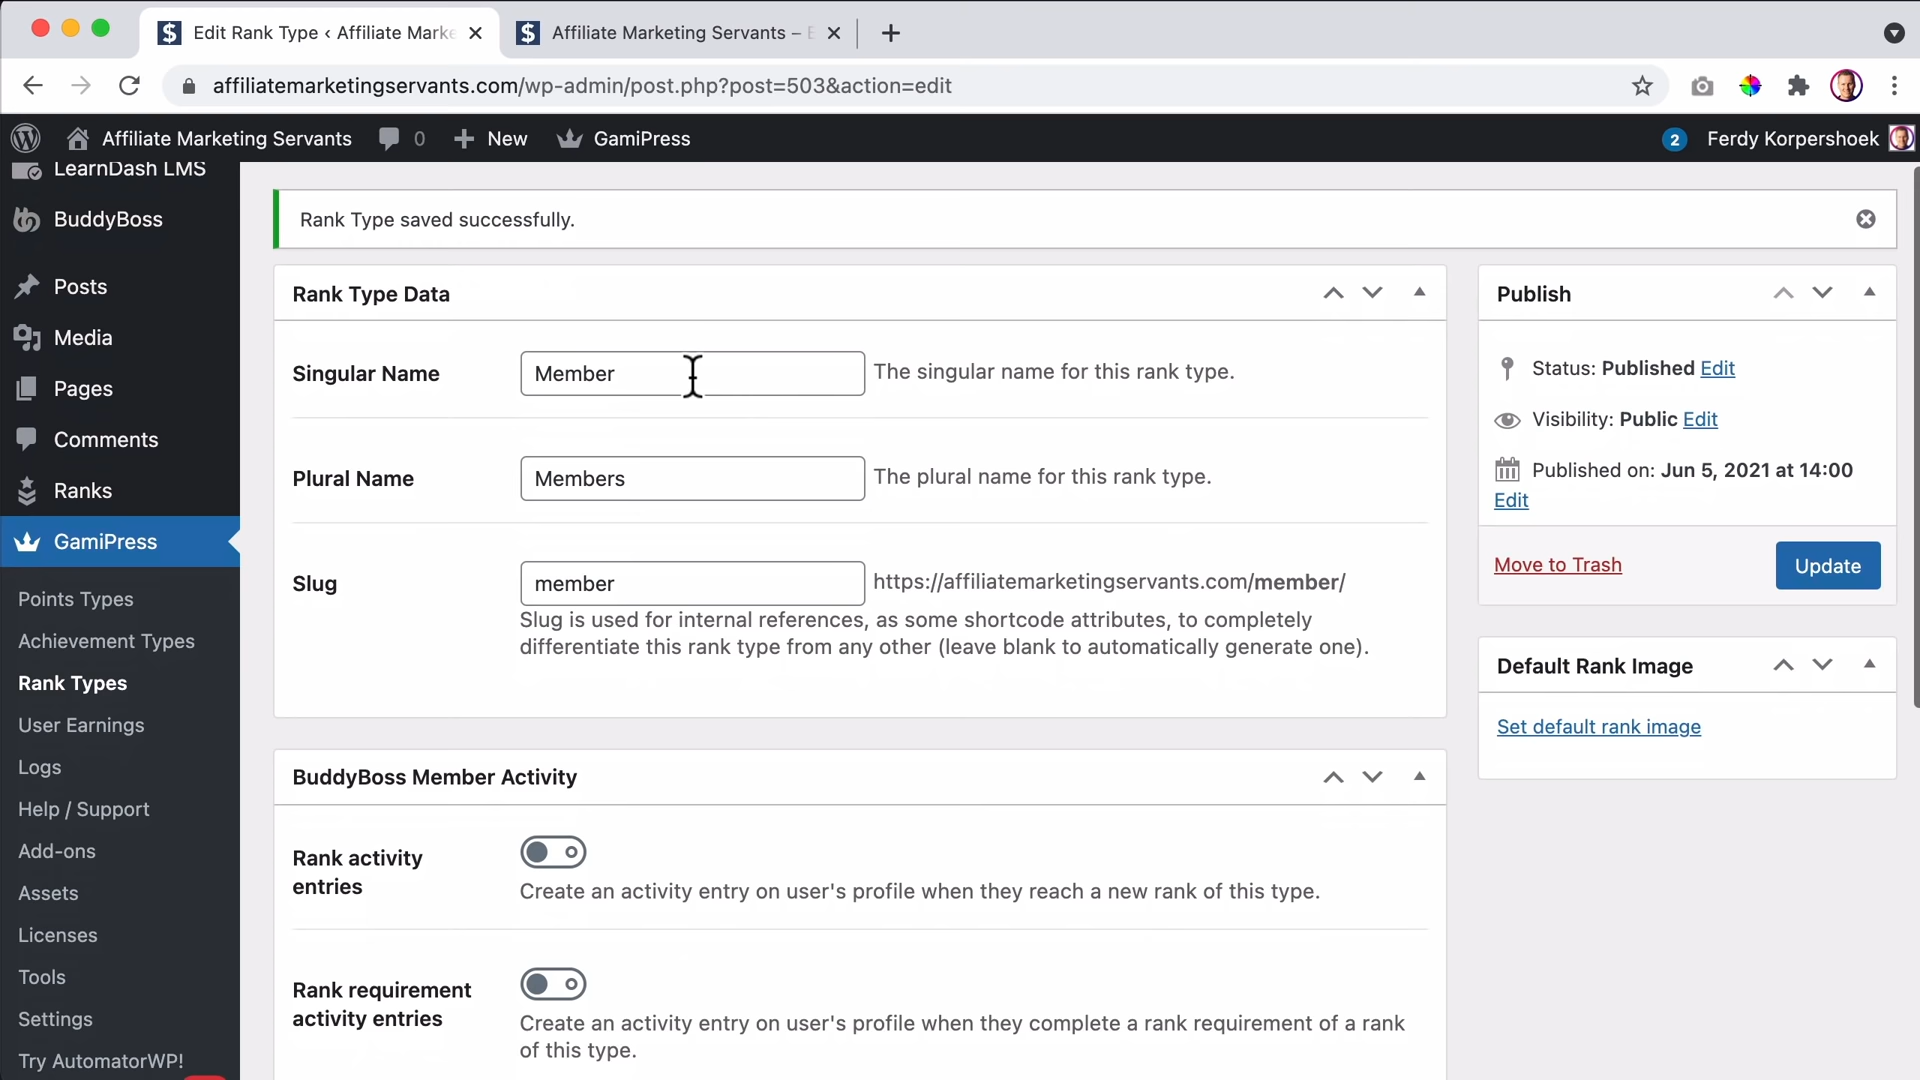 Edit Rank Type ‹ Affiliate Marke
Affiliate Marketing Servants –
affiliatemarketingservants.com/wp-admin/post.php?post=503&action=edit
Affiliate Marketing Servants
0
New
GamiPress
2
Ferdy Korpershoek
LearnDash LMS
BuddyBoss
Posts
Media
Pages
Comments
Ranks
GamiPress
Points Types
Achievement Types
Rank Types
User Earnings
Logs
Help / Support
Add-ons
Assets
Licenses
Tools
Settings
Try AutomatorWP!
Rank Type saved successfully.
Rank Type Data
Singular Name
Member
The singular name for this rank type.
Plural Name
Members
The plural name for this rank type.
Slug
member
https://affiliatemarketingservants.com/member/
Slug is used for internal references, as some shortcode attributes, to completely
differentiate this rank type from any other (leave blank to automatically generate one).
BuddyBoss Member Activity
Rank activity
entries
Create an activity entry on user's profile when they reach a new rank of this type.
Rank requirement
activity entries
Create an activity entry on user's profile when they complete a rank requirement of a rank
of this type.
Publish
Status: Published Edit
Visibility: Public Edit
Published on: Jun 5, 2021 at 14:00
Edit
Move to Trash
Update
Default Rank Image
Set default rank image